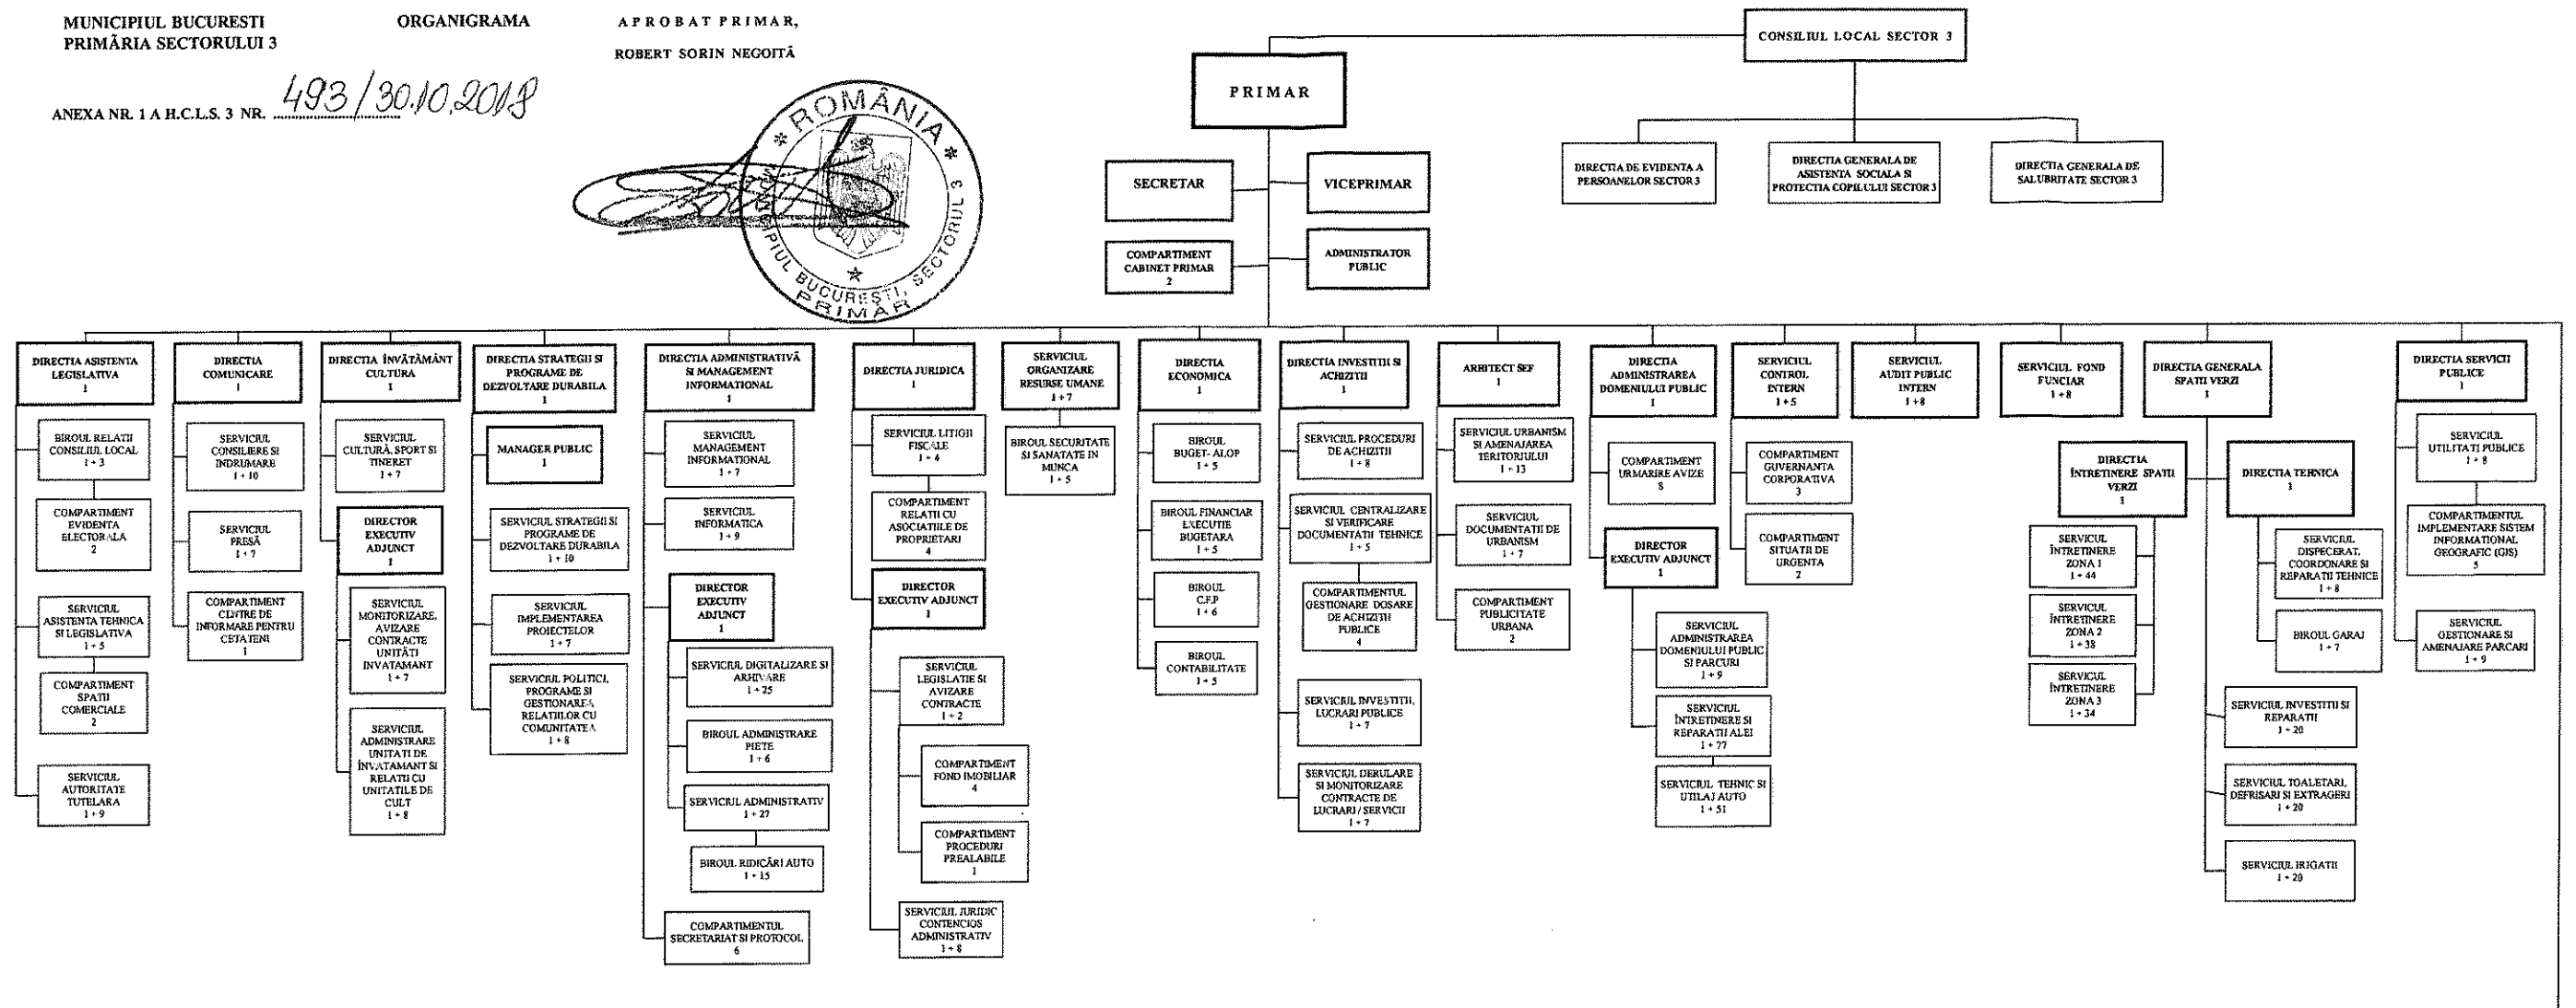 MUNICIPIUL BUCURESTI
PRIMĂRIA SECTORULUI 3
ORGANIGRAMA
APROBAT PRIMAR,
ROBERT SORIN NEGOITĂ
ANEXA NR. 1 A H.C.L.S. 3 NR. 493/30.10.2018
* ROMÂNIA *
MUNICIPIUL BUCUREȘTI, SECTORUL 3
PRIMAR
CONSILIUL LOCAL SECTOR 3
PRIMAR
DIRECTIA DE EVIDENTA A
PERSOANELOR SECTOR 3
DIRECTIA GENERALA DE
ASISTENTA SOCIALA SI
PROTECTIA COPILULUI SECTOR 3
DIRECTIA GENERALA DE
SALUBRITATE SECTOR 3
SECRETAR
VICEPRIMAR
COMPARTIMENT
CABINET PRIMAR
2
ADMINISTRATOR
PUBLIC
DIRECTIA ASISTENTA
LEGISLATIVA
1
BIROUL RELATII
CONSILIUL LOCAL
1 + 3
COMPARTIMENT
EVIDENTA
ELECTORALA
2
SERVICIUL
ASISTENTA TEHNICA
SI LEGISLATIVA
1 + 5
COMPARTIMENT
SPATII
COMERCIALE
2
SERVICIUL
AUTORITATE
TUTELARA
1 + 9
DIRECTIA
COMUNICARE
1
SERVICIUL
CONSILIERE SI
INDRUMARE
1 + 10
SERVICIUL
PRESĂ
1 + 7
COMPARTIMENT
CENTRE DE
INFORMARE PENTRU
CETATENI
1
DIRECTIA ÎNVĂTĂMÂNT
CULTURA
1
SERVICIUL
CULTURĂ, SPORT SI
TINERET
1 + 7
DIRECTOR
EXECUTIV
ADJUNCT
1
SERVICIUL
MONITORIZARE,
AVIZARE
CONTRACTE
UNITĂTI
INVATAMANT
1 + 7
SERVICIUL
ADMINISTRARE
UNITATI DE
ÎNVATAMANT SI
RELATII CU
UNITATILE DE
CULT
1 + 8
DIRECTIA STRATEGII SI
PROGRAME DE
DEZVOLTARE DURABILA
1
MANAGER PUBLIC
1
SERVICIUL STRATEGII SI
PROGRAME DE
DEZVOLTARE DURABILA
1 + 10
SERVICIUL
IMPLEMENTAREA
PROIECTELOR
1 + 7
SERVICIUL POLITICI,
PROGRAME SI
GESTIONAREA
RELATIILOR CU
COMUNITATEA
1 + 8
DIRECTIA ADMINISTRATIVĂ
SI MANAGEMENT
INFORMATIONAL
1
SERVICIUL
MANAGEMENT
INFORMATIONAL
1 + 7
SERVICIUL
INFORMATICA
1 + 9
DIRECTOR
EXECUTIV
ADJUNCT
1
SERVICIUL DIGITALIZARE SI
ARHIVARE
1 + 25
BIROUL ADMINISTRARE
PIETE
1 + 6
SERVICIUL ADMINISTRATIV
1 + 27
BIROUL RIDICĂRI AUTO
1 + 15
COMPARTIMENTUL
SECRETARIAT SI PROTOCOL
6
DIRECTIA JURIDICA
1
SERVICIUL LITIGII
FISCALE
1 + 4
COMPARTIMENT
RELATII CU
ASOCIATIILE DE
PROPRIETARI
4
DIRECTOR
EXECUTIV ADJUNCT
1
SERVICIUL
LEGISLATIE SI
AVIZARE
CONTRACTE
1 + 2
COMPARTIMENT
FOND IMOBILIAR
4
COMPARTIMENT
PROCEDURI
PREALABILE
1
SERVICIUL JURIDIC
CONTENCIOS
ADMINISTRATIV
1 + 8
SERVICIUL
ORGANIZARE
RESURSE UMANE
1 + 7
BIROUL SECURITATE
SI SANATATE IN
MUNCA
1 + 5
DIRECTIA
ECONOMICA
1
BIROUL
BUGET- ALOP
1 + 5
BIROUL FINANCIAR
EXECUTIE
BUGETARA
1 + 5
BIROUL
C.F.P
1 + 6
BIROUL
CONTABILITATE
1 + 5
DIRECTIA INVESTITII SI
ACHIZITII
1
SERVICIUL PROCEDURI
DE ACHIZITII
1 + 8
SERVICIUL CENTRALIZARE
SI VERIFICARE
DOCUMENTATII TEHNICE
1 + 5
COMPARTIMENTUL
GESTIONARE DOSARE
DE ACHIZITII
PUBLICE
4
SERVICIUL INVESTITII,
LUCRARI PUBLICE
1 + 7
SERVICIUL DERULARE
SI MONITORIZARE
CONTRACTE DE
LUCRARI / SERVICII
1 + 7
ARHITECT SEF
1
SERVICIUL URBANISM
SI AMENAJAREA
TERITORIULUI
1 + 13
SERVICIUL
DOCUMENTATII DE
URBANISM
1 + 7
COMPARTIMENT
PUBLICITATE
URBANA
2
DIRECTIA
ADMINISTRAREA
DOMENIULUI PUBLIC
1
COMPARTIMENT
URMARIRE AVIZE
8
DIRECTOR
EXECUTIV ADJUNCT
1
SERVICIUL
ADMINISTRAREA
DOMENIULUI PUBLIC
SI PARCURI
1 + 9
SERVICIUL
ÎNTRETINERE SI
REPARATII ALEI
1 + 77
SERVICIUL TEHNIC SI
UTILAJ AUTO
1 + 51
SERVICIUL
CONTROL
INTERN
1 + 5
COMPARTIMENT
GUVERNANTA
CORPORATIVA
3
COMPARTIMENT
SITUATII DE
URGENTA
2
SERVICIUL
AUDIT PUBLIC
INTERN
1 + 8
SERVICIUL FOND
FUNCIAR
1 + 8
DIRECTIA GENERALA
SPATII VERZI
1
DIRECTIA
ÎNTRETINERE SPATII
VERZI
1
SERVICUL
ÎNTRETINERE
ZONA 1
1 + 44
SERVICUL
ÎNTRETINERE
ZONA 2
1 + 38
SERVICUL
ÎNTRETINERE
ZONA 3
1 + 34
DIRECTIA TEHNICA
1
SERVICIUL
DISPECERAT,
COORDONARE SI
REPARATII TEHNICE
1 + 8
BIROUL GARAJ
1 + 7
SERVICIUL INVESTITII SI
REPARATII
1 + 20
SERVICIUL TOALETARI,
DEFRISARI SI EXTRAGERI
1 + 20
SERVICIUL IRIGATII
1 + 20
DIRECTIA SERVICII
PUBLICE
1
SERVICIUL
UTILITATI PUBLICE
1 + 8
COMPARTIMENTUL
IMPLEMENTARE SISTEM
INFORMATIONAL
GEOGRAFIC (GIS)
5
SERVICIUL
GESTIONARE SI
AMENAJARE PARCARI
1 + 9